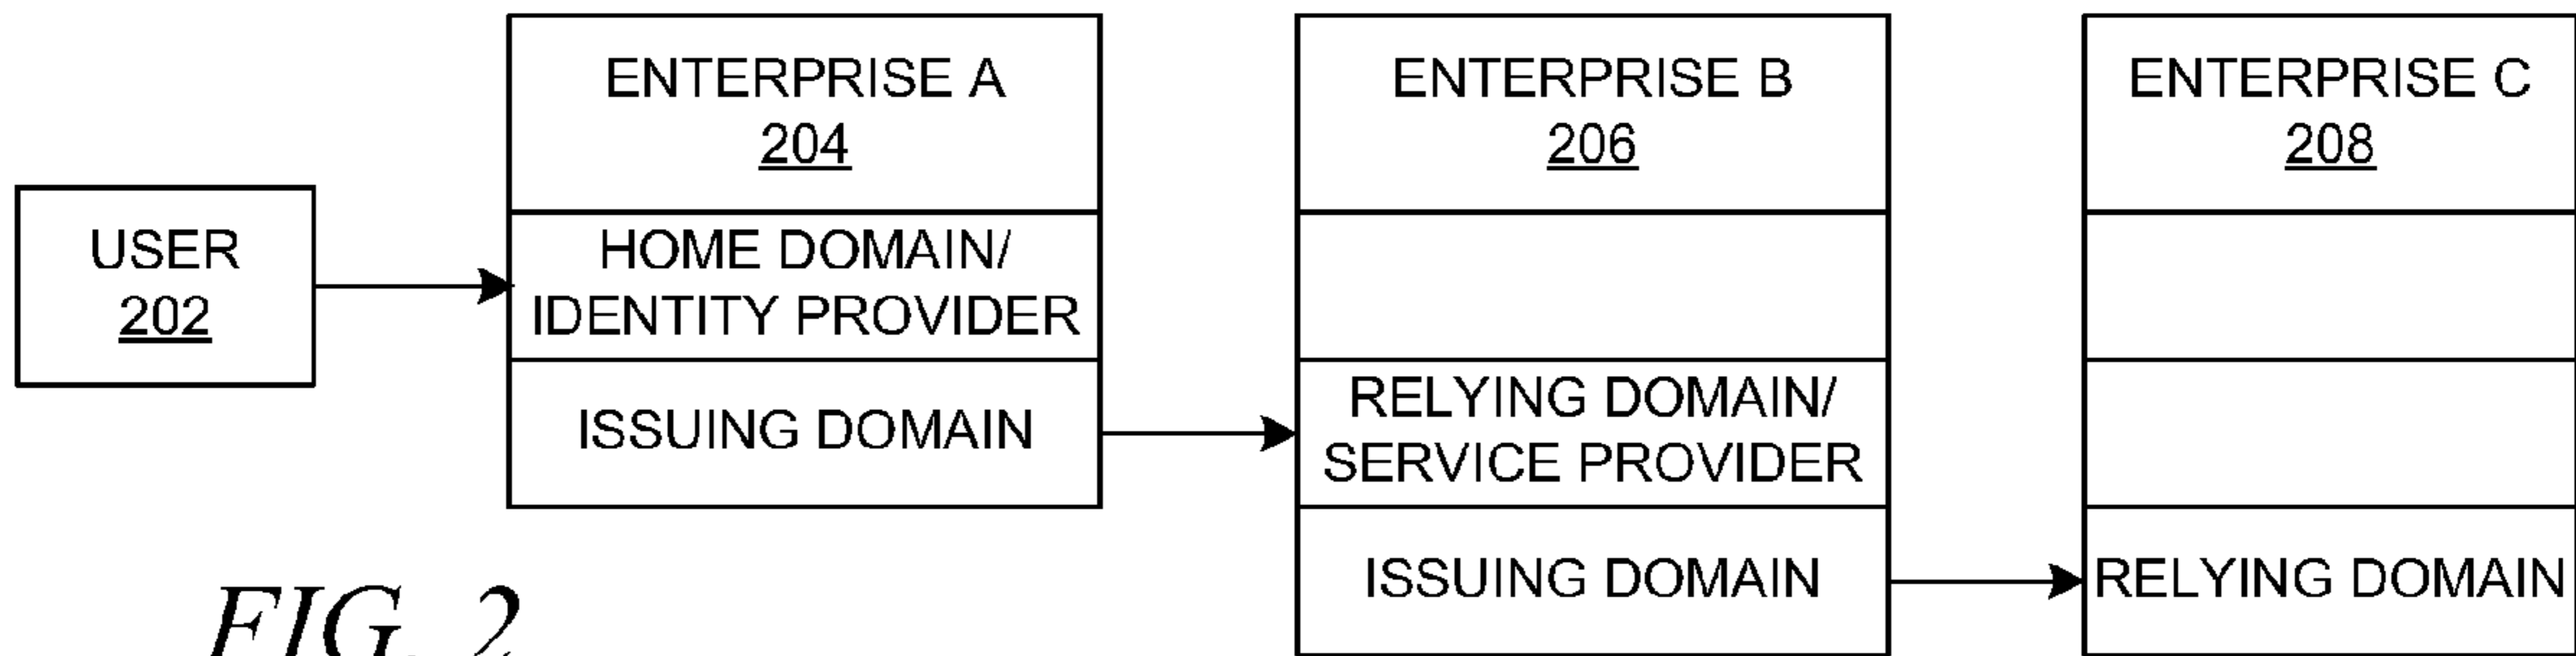 USER
202
ENTERPRISE A
204
HOME DOMAIN/
IDENTITY PROVIDER
ISSUING DOMAIN
ENTERPRISE B
206
RELYING DOMAIN/
SERVICE PROVIDER
ISSUING DOMAIN
ENTERPRISE C
208
RELYING DOMAIN
FIG. 2